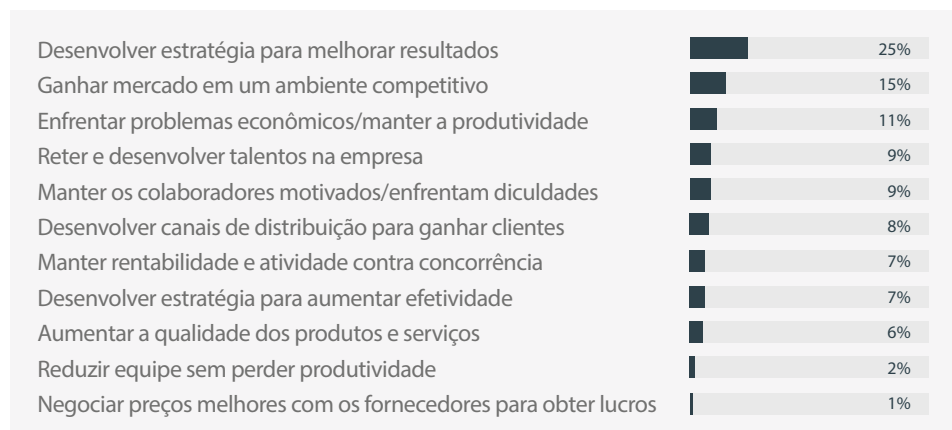 Desenvolver estratégia para melhorar resultados 25%
Ganhar mercado em um ambiente competitivo 15%
Enfrentar problemas econômicos/manter a produtividade 11%
Reter e desenvolver talentos na empresa 9%
Manter os colaboradores motivados/enfrentam diculdades 9%
Desenvolver canais de distribuição para ganhar clientes 8%
Manter rentabilidade e atividade contra concorrência 7%
Desenvolver estratégia para aumentar efetividade 7%
Aumentar a qualidade dos produtos e serviços 6%
Reduzir equipe sem perder produtividade 2%
Negociar preços melhores com os fornecedores para obter lucros 1%